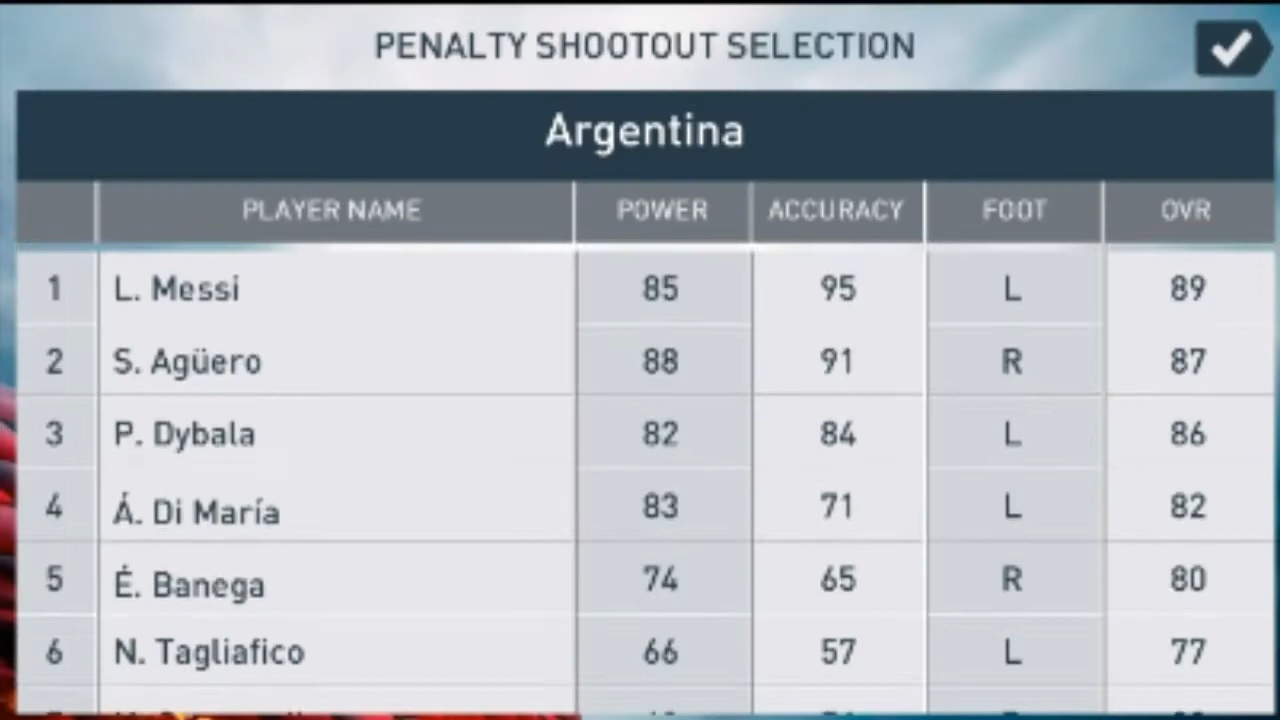 PENALTY SHOOTOUT SELECTION
Argentina
PLAYER NAME POWER ACCURACY FOOT OVR
1 L. Messi 85 95 L 89
2 S. Agüero 88 91 R 87
3 P. Dybala 82 84 L 86
4 Á. Di María 83 71 L 82
5 É. Banega 74 65 R 80
6 N. Tagliafico 66 57 L 77